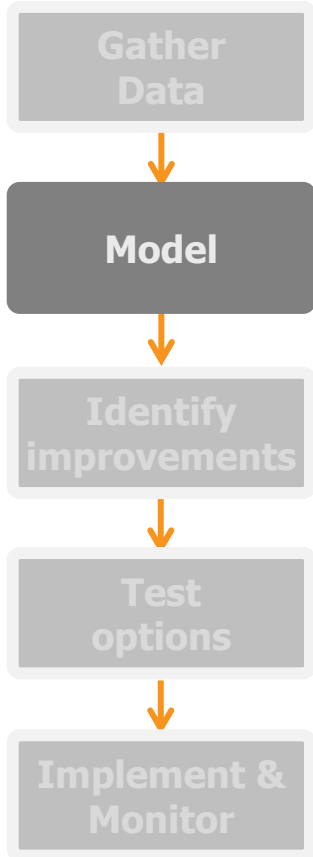 Gather
Data
Model
Identify
improvements
Test
options
Implement &
Monitor